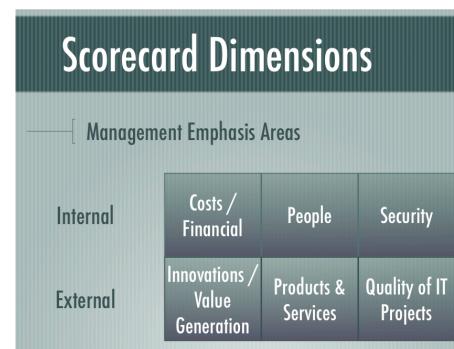 Scorecard Dimensions
Management Emphasis Areas
Internal
Costs /
Financial
People
Security
External
Innovations /
Value
Generation
Products &
Services
Quality of IT
Projects